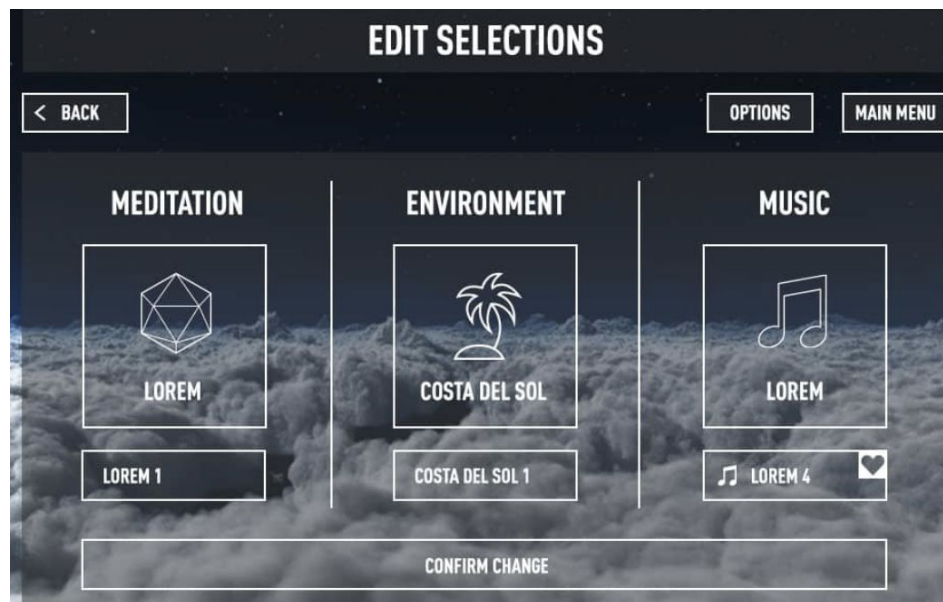 EDIT SELECTIONS
< BACK
OPTIONS
MAIN MENU
MEDITATION
ENVIRONMENT
MUSIC
LOREM
COSTA DEL SOL
LOREM
LOREM 1
COSTA DEL SOL 1
LOREM 4
CONFIRM CHANGE